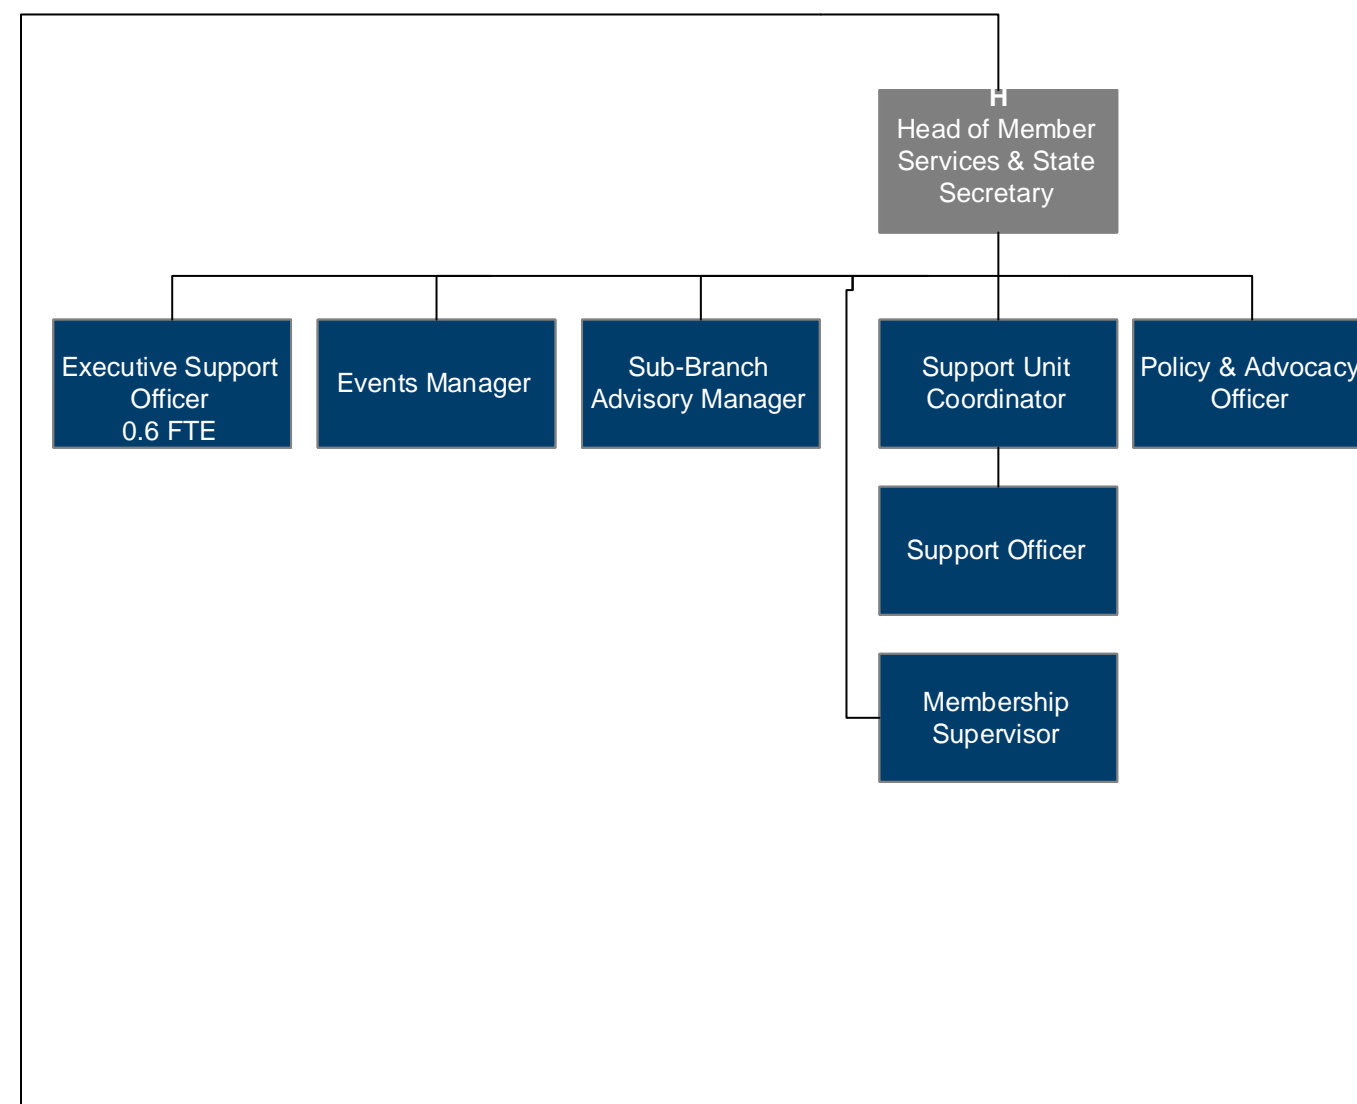 H
Head of Member
Services & State
Secretary
Executive Support
Officer
0.6 FTE
Events Manager
Sub-Branch
Advisory Manager
Support Unit
Coordinator
Policy & Advocacy
Officer
Support Officer
Membership
Supervisor